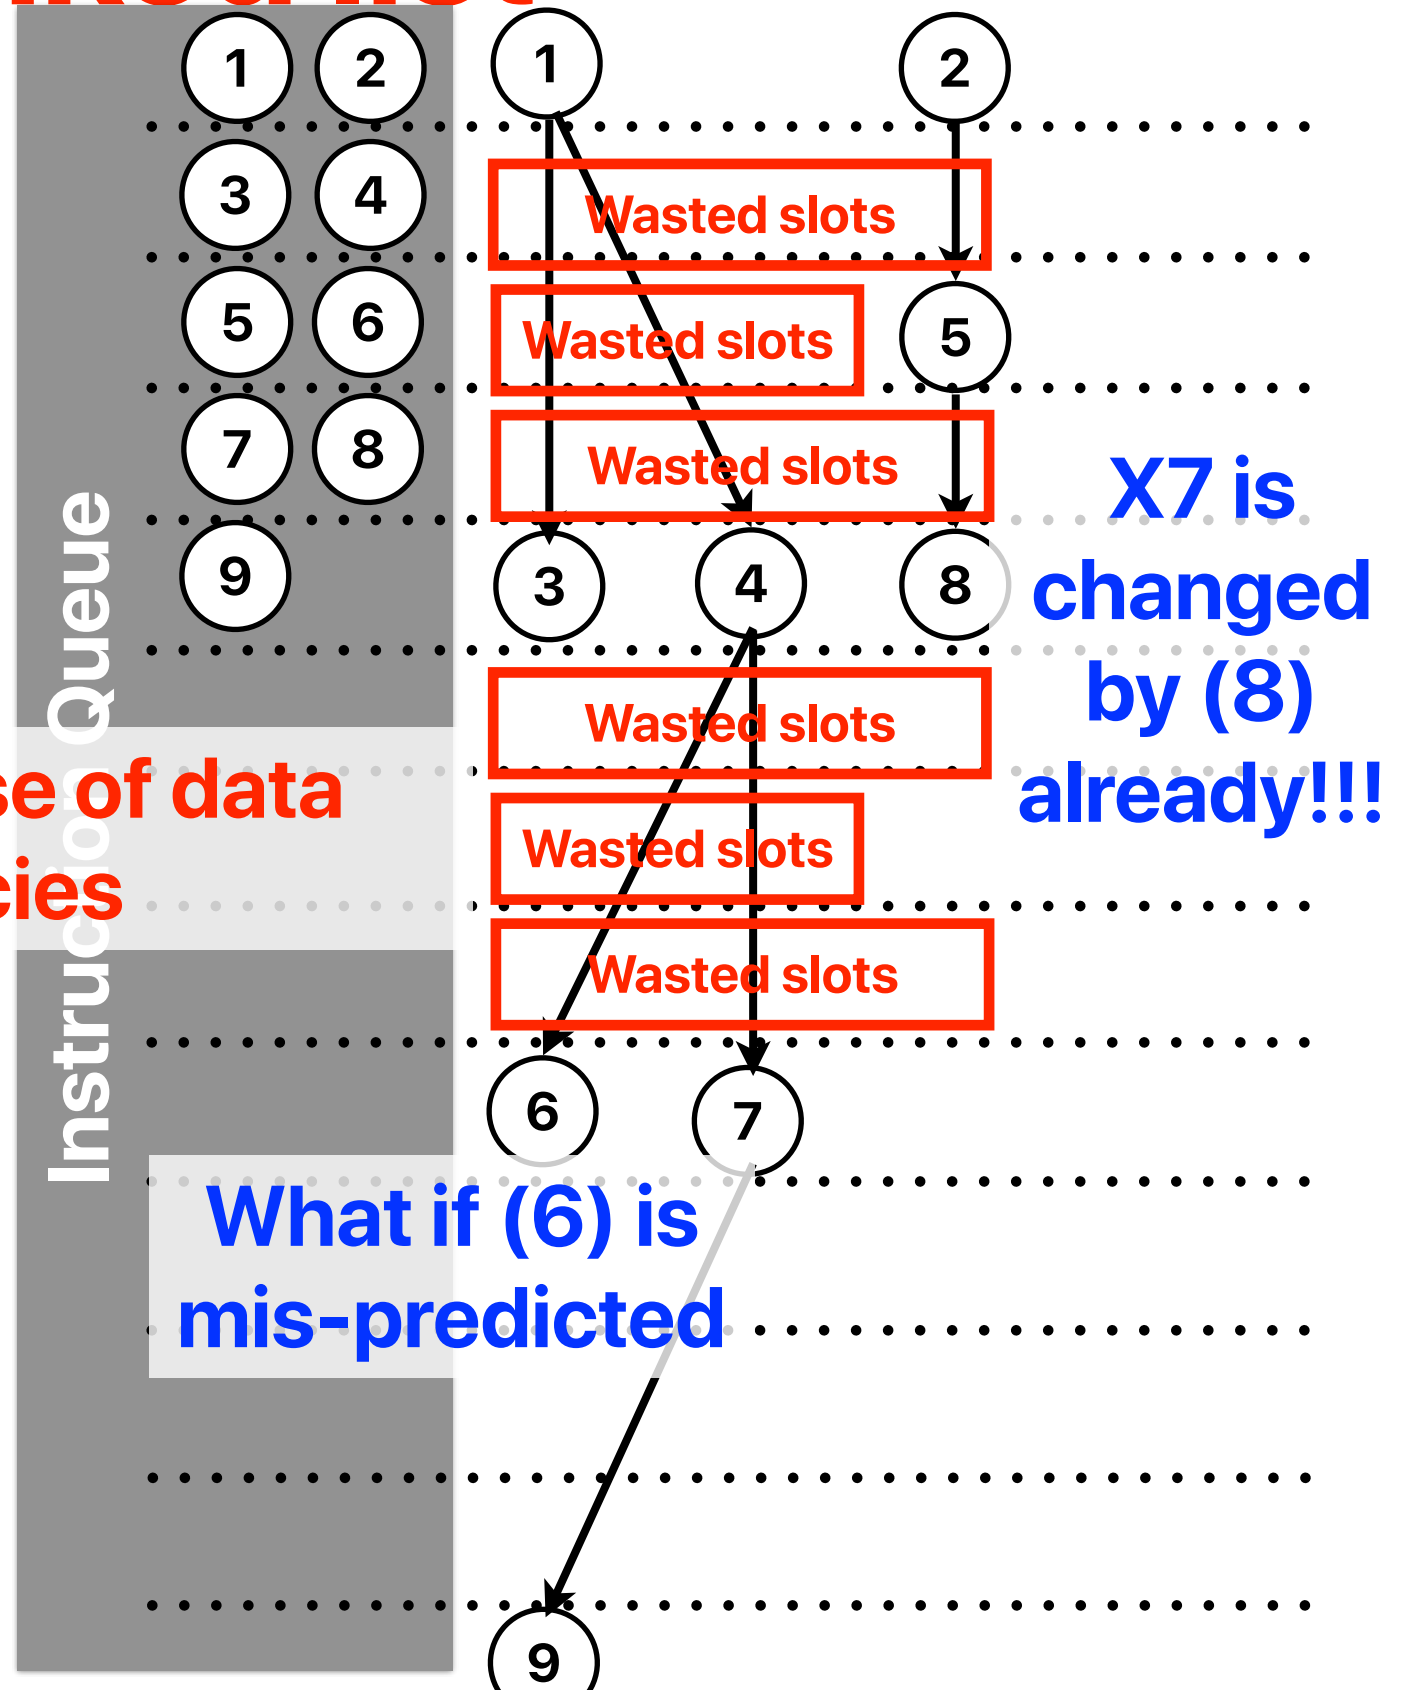 1 2 1 2
3 4
Wasted slots
5 6
Wasted slots
5
7 8
Wasted slots
9
3 4 8
X7 is
changed
by (8)
already!!!
Instruction Queue
Wasted slots
of data
Wasted slots
Wasted slots
6 7
What if (6) is
mis-predicted
9